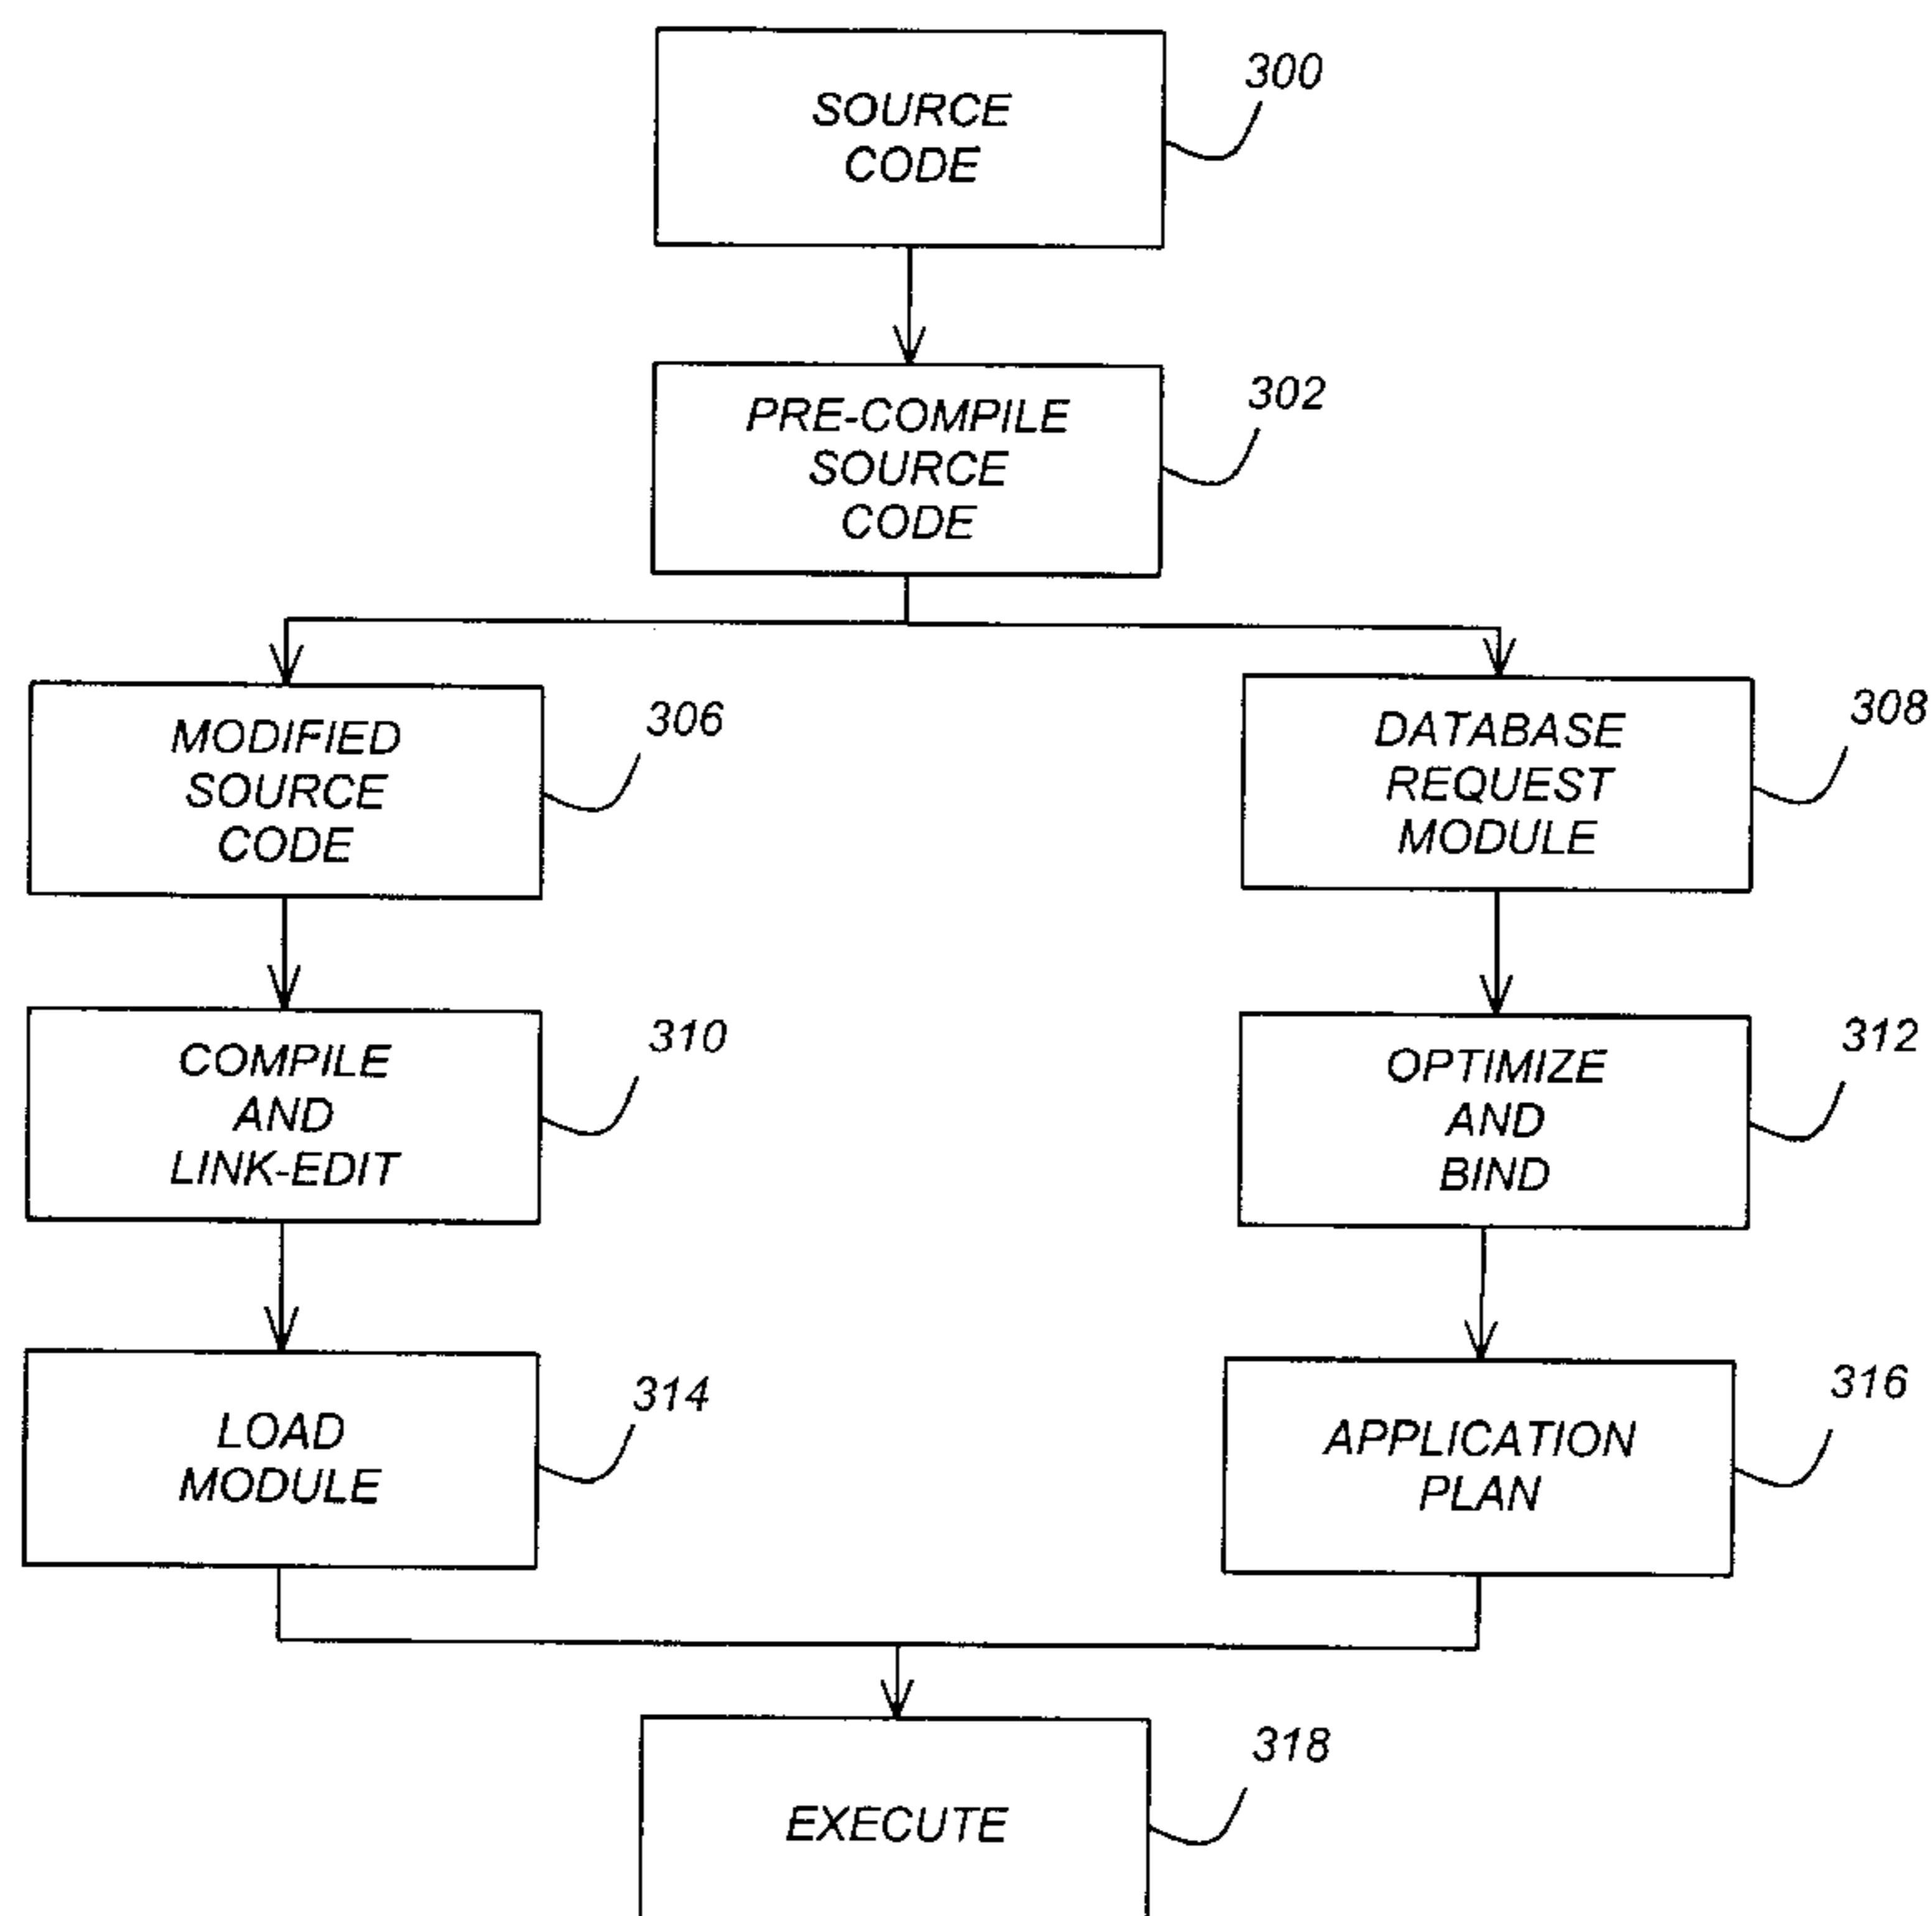 SOURCE
CODE
300
PRE-COMPILE
SOURCE
CODE
302
MODIFIED
SOURCE
CODE
306
DATABASE
REQUEST
MODULE
308
COMPILE
AND
LINK-EDIT
310
OPTIMIZE
AND
BIND
312
LOAD
MODULE
314
APPLICATION
PLAN
316
EXECUTE
318